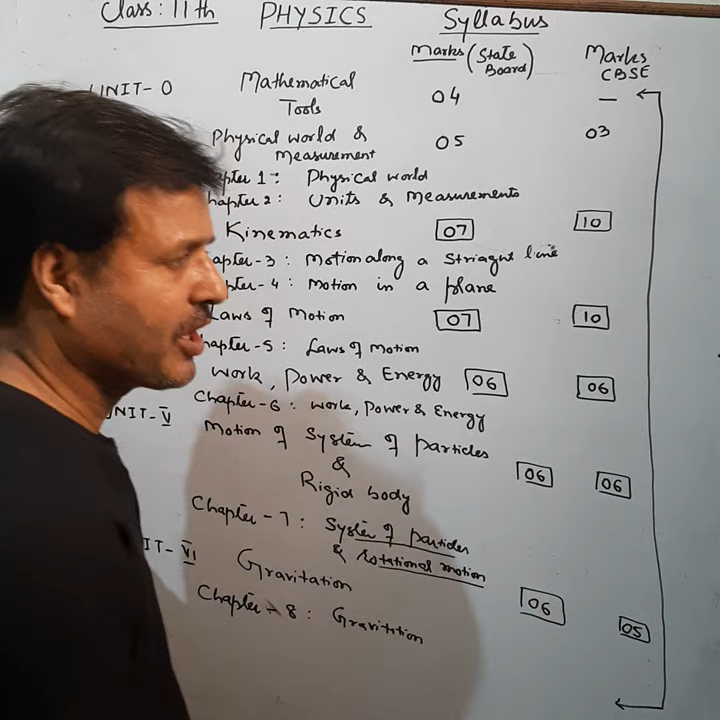 Class: 11th PHYSICS Syllabus
Marks (State Board) Marks CBSE
UNIT-0 Mathematical Tools 04 —
Physical world & Measurement 05 03
Chapter 1: Physical world
Chapter 2: Units & Measurements
Kinematics 07 10
Chapter-3: Motion along a Striagnt line
Chapter-4: Motion in a plane
Laws of Motion 07 10
Chapter-5: Laws of Motion
Work, Power & Energy 06 06
Chapter-6: Work, Power & Energy
UNIT-V Motion of System of particles & Rigid body 06 06
Chapter-7: System of particles & Rotational motion
UNIT-VI Gravitation 06 05
Chapter-8: Gravitation